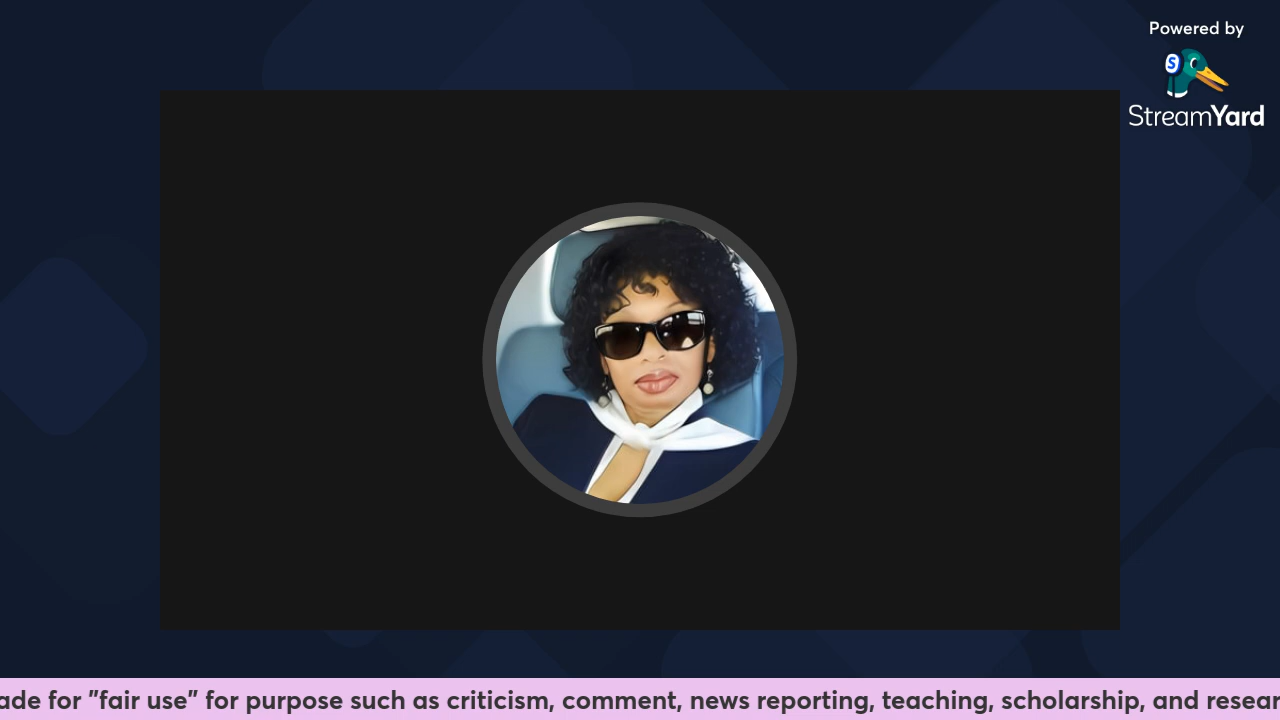 Powered by
S
StreamYard
ade for "fair use" for purpose such as criticism, comment, news reporting, teaching, scholarship, and resear